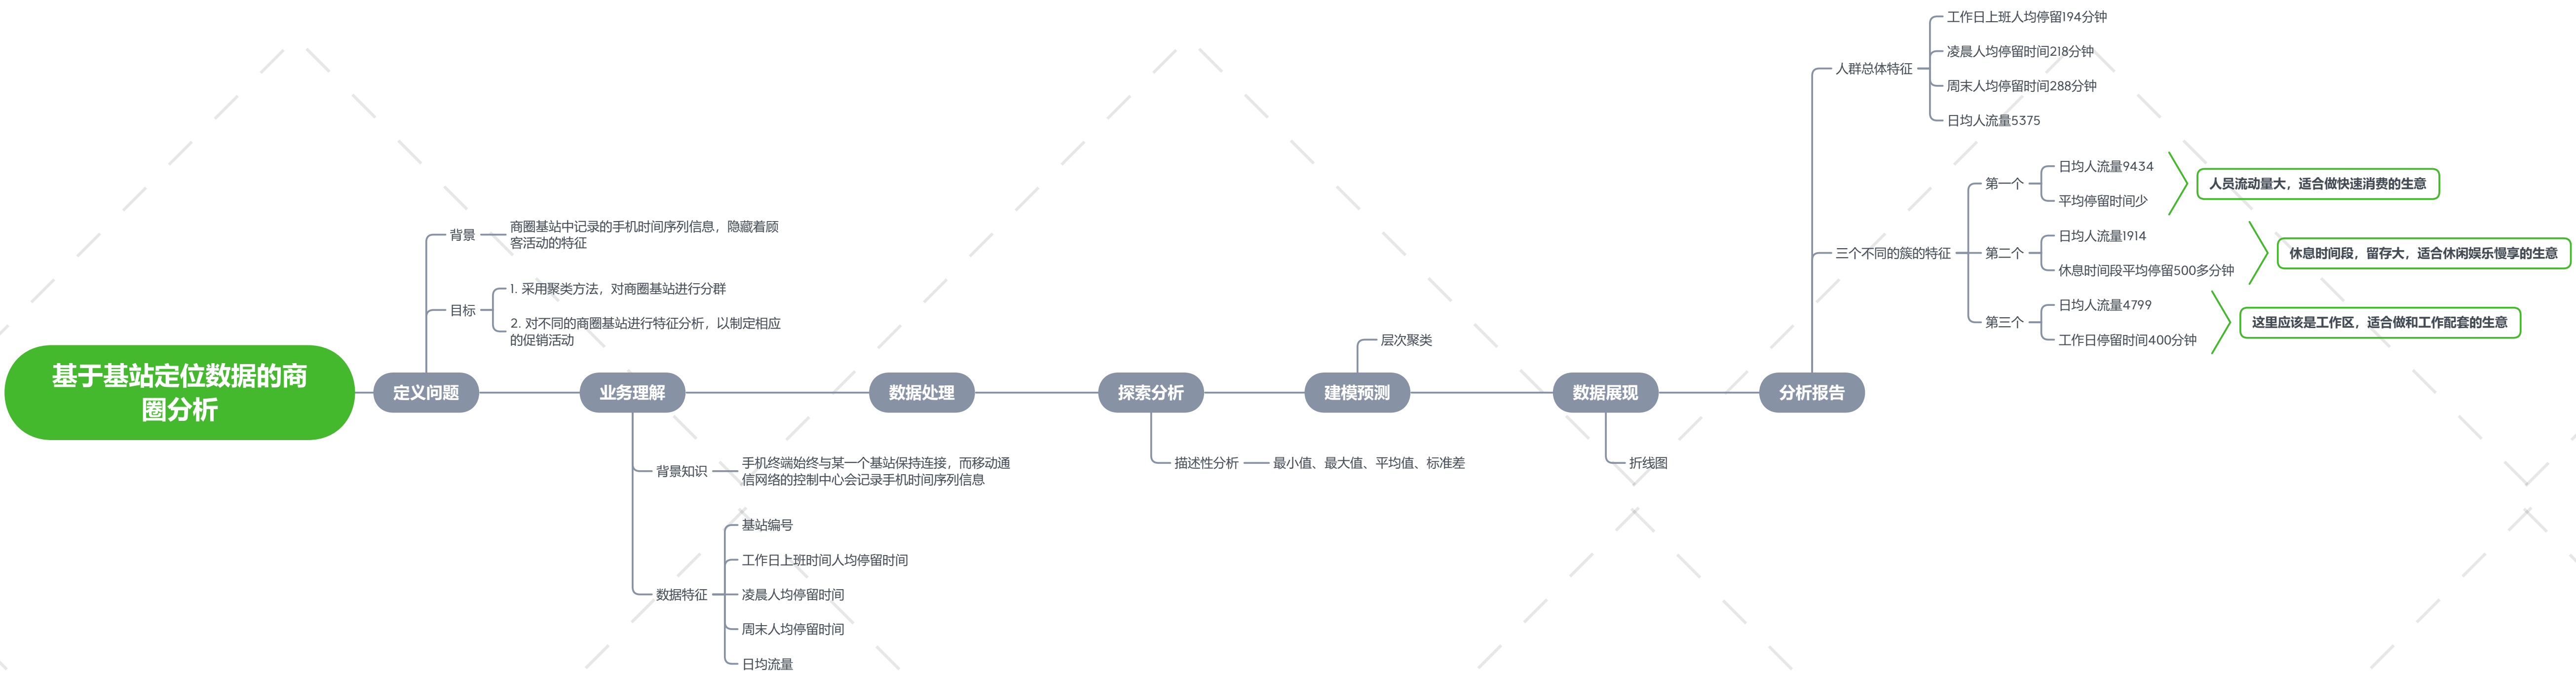 基于基站定位数据的商
圈分析
定义问题
背景
商圈基站中记录的手机时间序列信息，隐藏着顾
客活动的特征
目标
1. 采用聚类方法，对商圈基站进行分群
2. 对不同的商圈基站进行特征分析，以制定相应
的促销活动
业务理解
背景知识
手机终端始终与某一个基站保持连接，而移动通
信网络的控制中心会记录手机时间序列信息
数据特征
基站编号
工作日上班时间人均停留时间
凌晨人均停留时间
周末人均停留时间
日均流量
数据处理
探索分析
描述性分析
最小值、最大值、平均值、标准差
建模预测
层次聚类
数据展现
折线图
分析报告
人群总体特征
工作日上班人均停留194分钟
凌晨人均停留时间218分钟
周末人均停留时间288分钟
日均人流量5375
三个不同的簇的特征
第一个
日均人流量9434
平均停留时间少
人员流动量大，适合做快速消费的生意
第二个
日均人流量1914
休息时间段平均停留500多分钟
休息时间段，留存大，适合休闲娱乐慢享的生意
第三个
日均人流量4799
工作日停留时间400分钟
这里应该是工作区，适合做和工作配套的生意